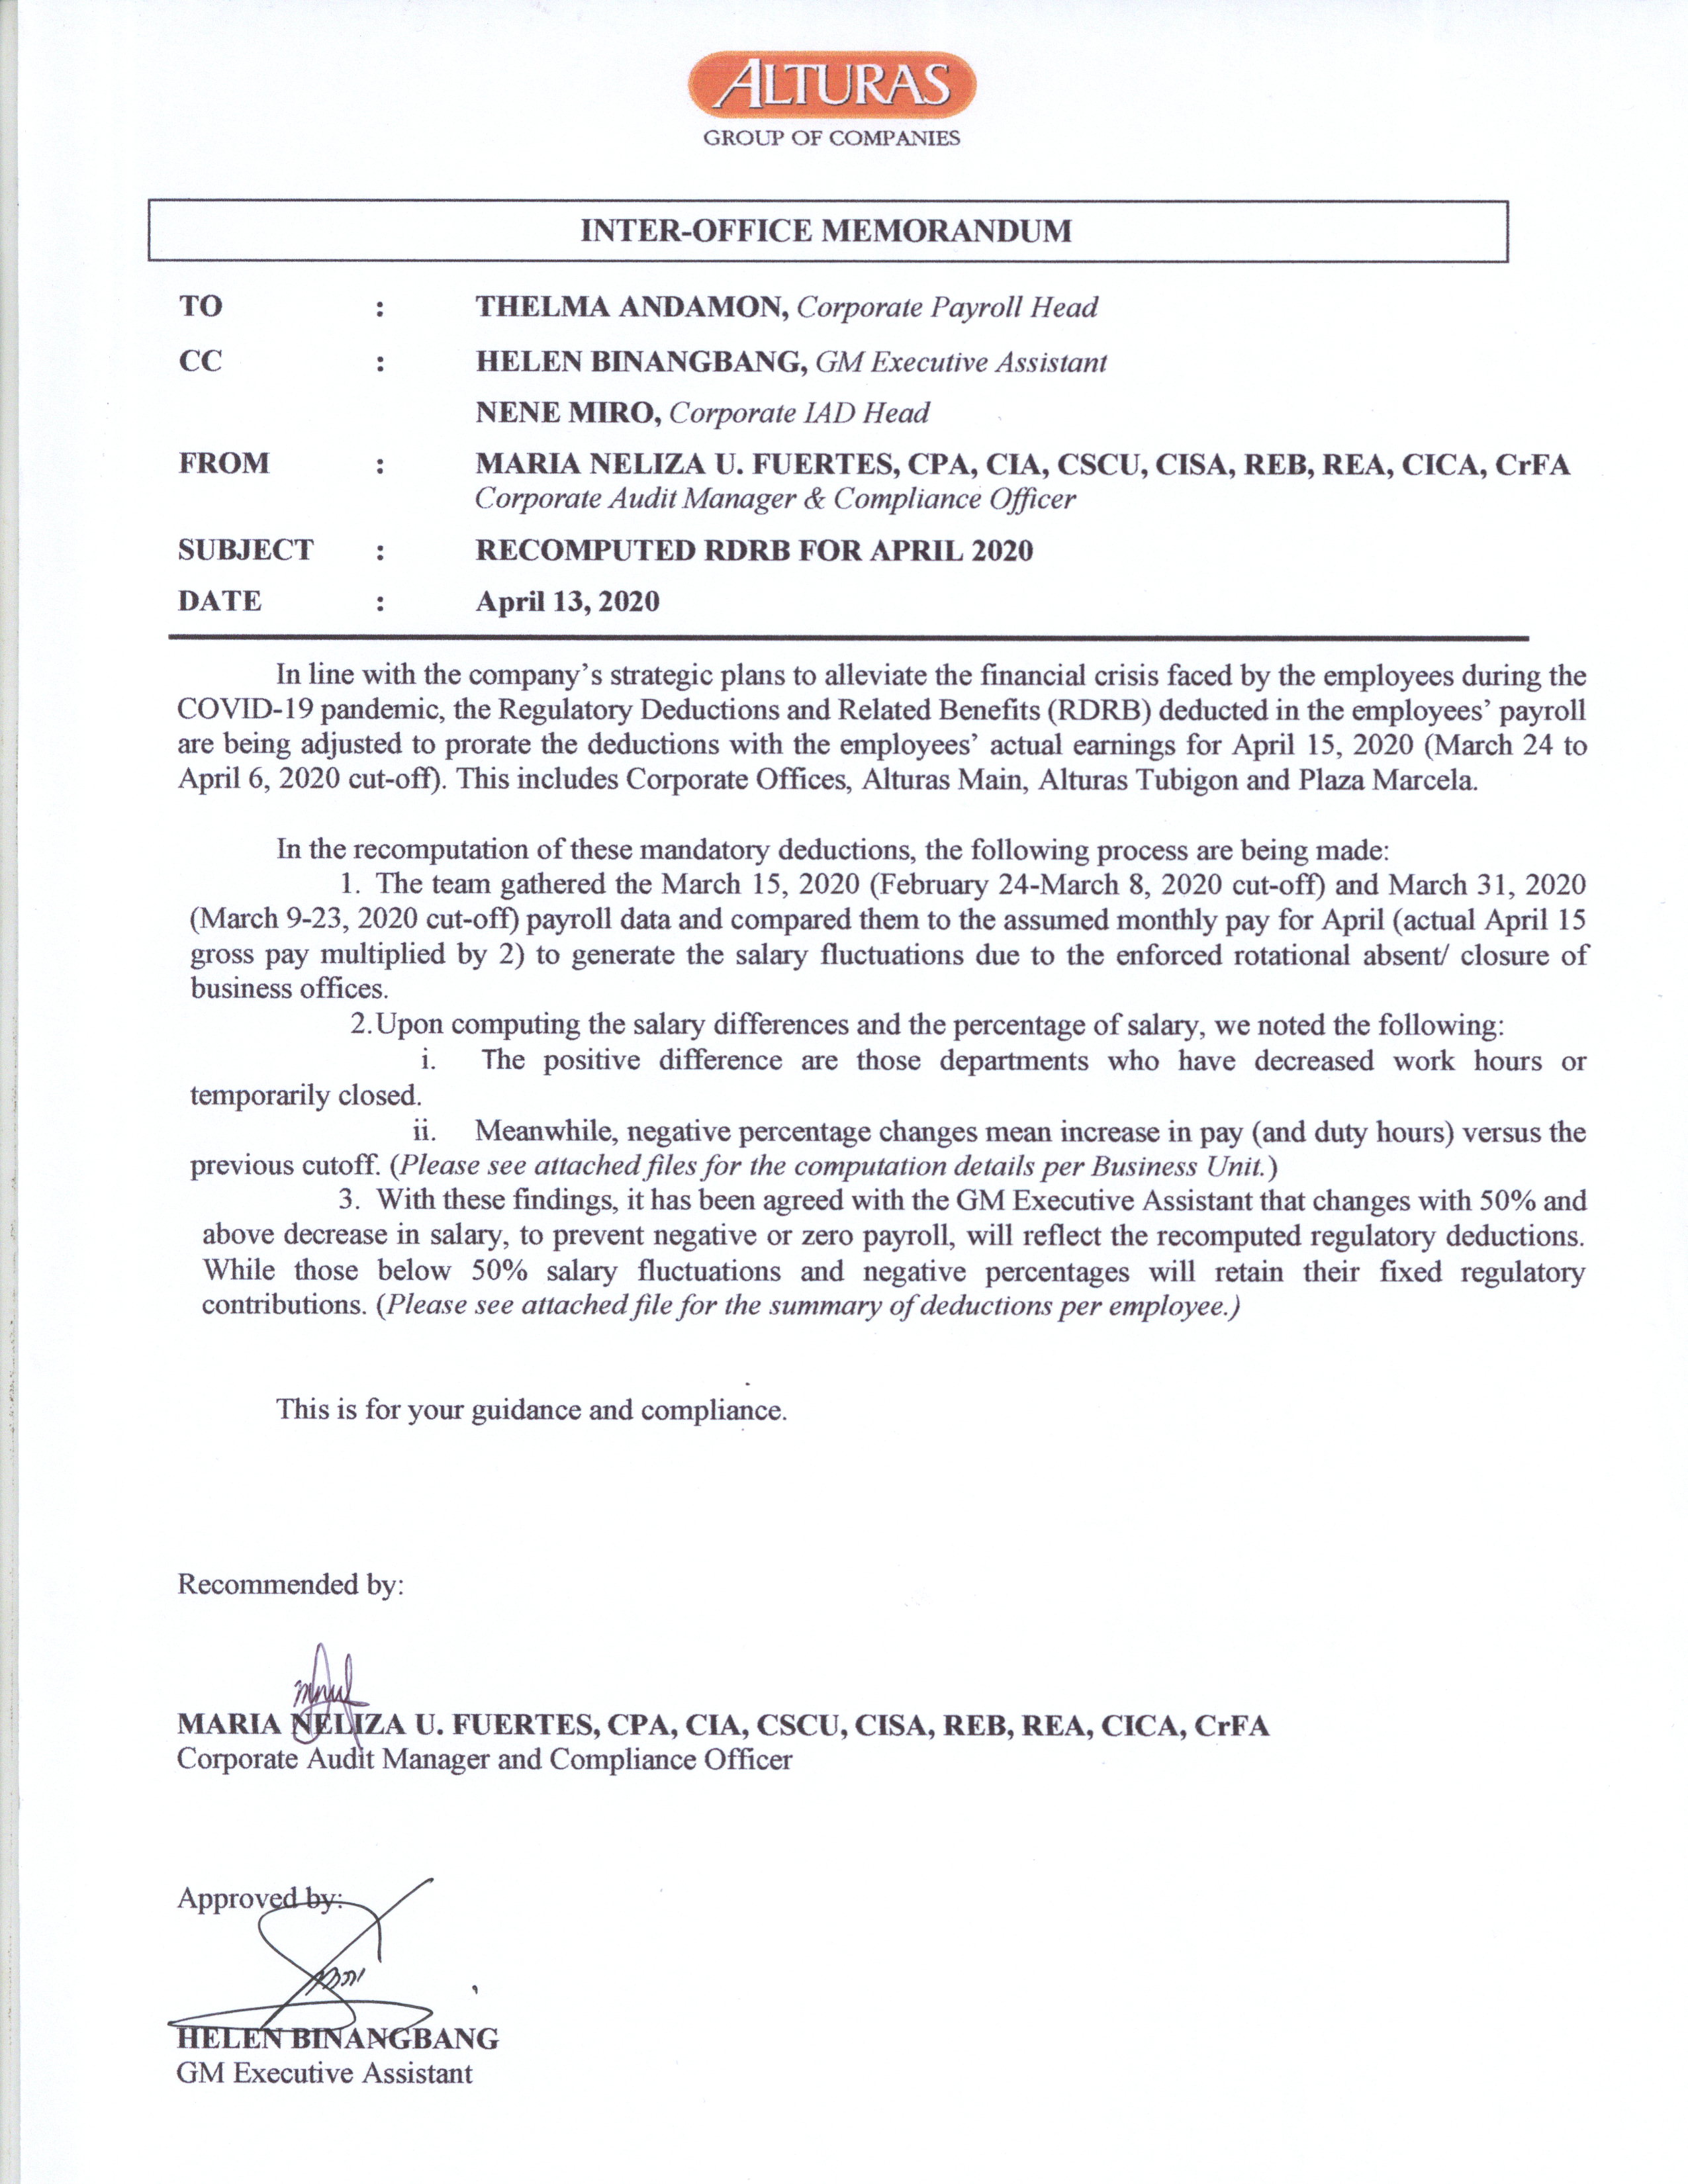 ALTURAS
GROUP OF COMPANIES
INTER-OFFICE MEMORANDUM
TO : THELMA ANDAMON, Corporate Payroll Head
CC : HELEN BINANGBANG, GM Executive Assistant
NENE MIRO, Corporate IAD Head
FROM : MARIA NELIZA U. FUERTES, CPA, CIA, CSCU, CISA, REB, REA, CICA, CrFA
Corporate Audit Manager & Compliance Officer
SUBJECT : RECOMPUTED RDRB FOR APRIL 2020
DATE : April 13, 2020
In line with the company's strategic plans to alleviate the financial crisis faced by the employees during the
COVID-19 pandemic, the Regulatory Deductions and Related Benefits (RDRB) deducted in the employees' payroll
are being adjusted to prorate the deductions with the employees' actual earnings for April 15, 2020 (March 24 to
April 6, 2020 cut-off). This includes Corporate Offices, Alturas Main, Alturas Tubigon and Plaza Marcela.
In the recomputation of these mandatory deductions, the following process are being made:
1. The team gathered the March 15, 2020 (February 24-March 8, 2020 cut-off) and March 31, 2020
(March 9-23, 2020 cut-off) payroll data and compared them to the assumed monthly pay for April (actual April 15
gross pay multiplied by 2) to generate the salary fluctuations due to the enforced rotational absent/ closure of
business offices.
2.Upon computing the salary differences and the percentage of salary, we noted the following:
i. The positive difference are those departments who have decreased work hours or
temporarily closed.
ii. Meanwhile, negative percentage changes mean increase in pay (and duty hours) versus the
previous cutoff. (Please see attached files for the computation details per Business Unit.)
3. With these findings, it has been agreed with the GM Executive Assistant that changes with 50% and
above decrease in salary, to prevent negative or zero payroll, will reflect the recomputed regulatory deductions.
While those below 50% salary fluctuations and negative percentages will retain their fixed regulatory
contributions. (Please see attached file for the summary of deductions per employee.)
This is for your guidance and compliance.
Recommended by:
MARIA NELIZA U. FUERTES, CPA, CIA, CSCU, CISA, REB, REA, CICA, CrFA
Corporate Audit Manager and Compliance Officer
Approved by:
HELEN BINANGBANG
GM Executive Assistant